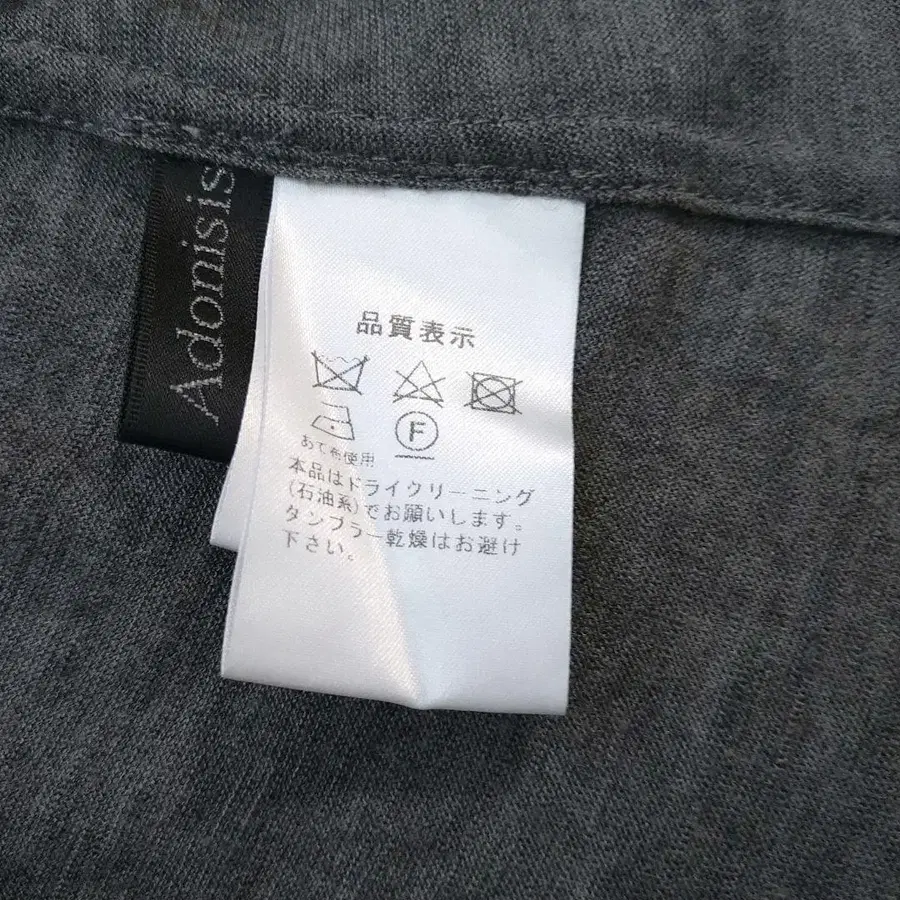 Adonisis
品質表示
F
あて布使用
本品はドライクリーニング
(石油系)でお願いします。
タンブラー乾燥はお避け
下さい。